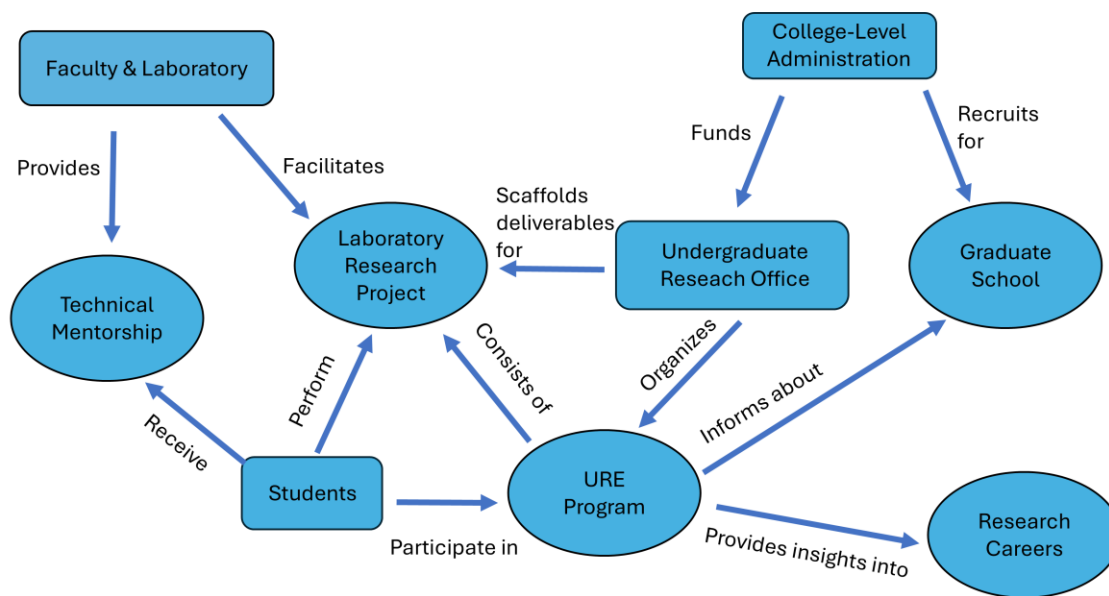 College-Level
Administration
Faculty & Laboratory
Funds
Recruits
for
Provides
Facilitates
Scaffolds
deliverables
for
Laboratory
Research
Project
Undergraduate
Reseach Office
Graduate
School
Technical
Mentorship
Organizes
Consists of
Perform
Informs about
Receive
Students
URE
Program
Participate in
Provides insights into
Research
Careers